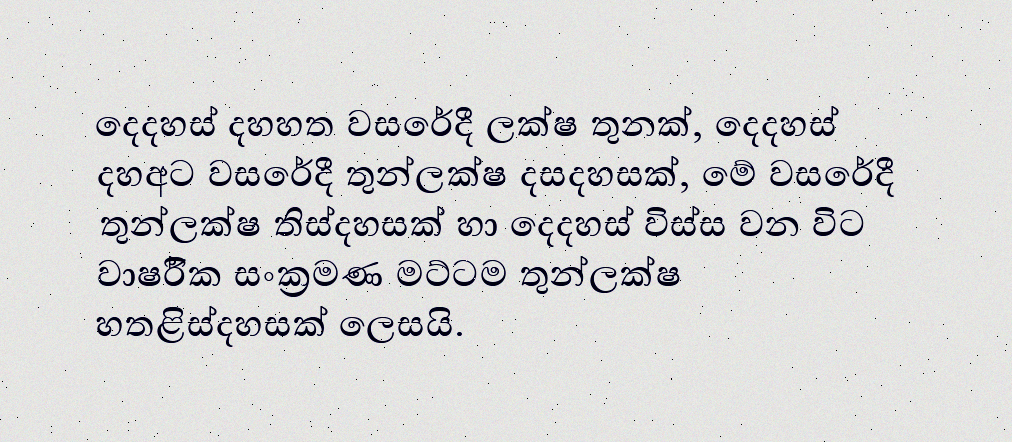 දෙදහස් දහහත වසරේදී ලක්ෂ තුනක්, දෙදහස්
දහඅට වසරේදී තුන්ලක්ෂ දසදහසක්, මේ වසරේදී
තුන්ලක්ෂ තිස්දහසක් හා දෙදහස් විස්ස වන විට
වාර්ෂීක සංක්‍රමණ මට්ටම තුන්ලක්ෂ
හතළිස්දහසක් ලෙසයි.